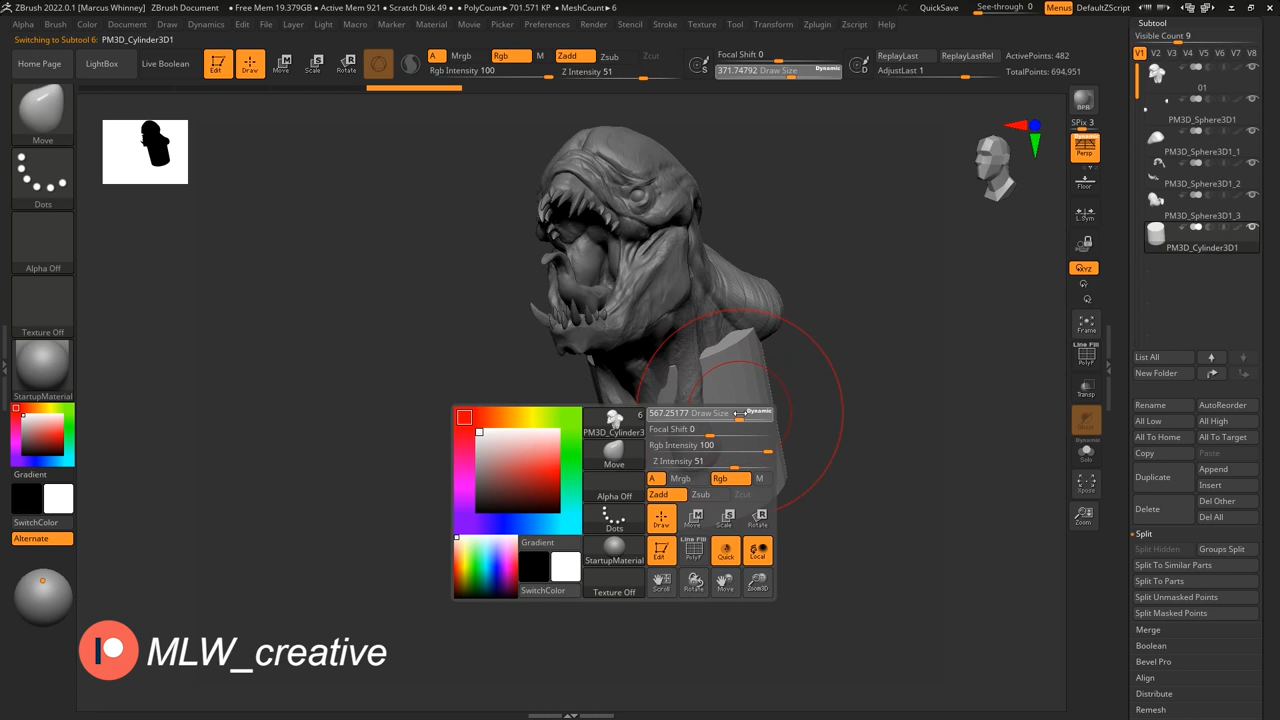 ZBrush 2022.0.1 [Marcus Whinney] ZBrush Document • Free Mem 19.379GB • Active Mem 921 • Scratch Disk 49 • PolyCount▸ 701.571 KP • MeshCount▸ 6 AC QuickSave See-through 0 Menus DefaultZScript
Alpha Brush Color Document Draw Dynamics Edit File Layer Light Macro Marker Material Movie Picker Preferences Render Stencil Stroke Texture Tool Transform Zplugin Zscript Help
Switching to Subtool 6: PM3D_Cylinder3D1
Home Page LightBox Live Boolean Edit Draw Move Scale Rotate
A Mrgb Rgb M Zadd Zsub Zcut
Rgb Intensity 100 Z Intensity 51
S Focal Shift 0
371.74792 Draw Size Dynamic
D ReplayLast ReplayLastRel ActivePoints: 482
AdjustLast 1 TotalPoints: 694,951
Move
Dots
Alpha Off
Texture Off
StartupMaterial
Gradient
SwitchColor
Alternate
MLW_creative
6
PM3D_Cylinder3
Move
Alpha Off
Dots
StartupMaterial
Texture Off
Gradient
SwitchColor
567.25177 Draw Size Dynamic
Focal Shift 0
Rgb Intensity 100
Z Intensity 51
A Mrgb Rgb M
Zadd Zsub Zcut
Draw Move Scale Rotate
Line Fill
Edit PolyF Quick Local
Scroll Rotate Move Zoom3D
BPR
SPix 3
Dynamic
Persp
Floor
L.Sym
XYZ
Frame
Line Fill
PolyF
Transp
Dynamic
Solo
Xpose
Zoom
Subtool
Visible Count 9
V1 V2 V3 V4 V5 V6 V7 V8
01
PM3D_Sphere3D1
PM3D_Sphere3D1_1
PM3D_Sphere3D1_2
PM3D_Sphere3D1_3
PM3D_Cylinder3D1
List All
New Folder
Rename AutoReorder
All Low All High
All To Home All To Target
Copy Paste
Duplicate Append
Insert
Delete Del Other
Del All
Split
Split Hidden Groups Split
Split To Similar Parts
Split To Parts
Split Unmasked Points
Split Masked Points
Merge
Boolean
Bevel Pro
Align
Distribute
Remesh